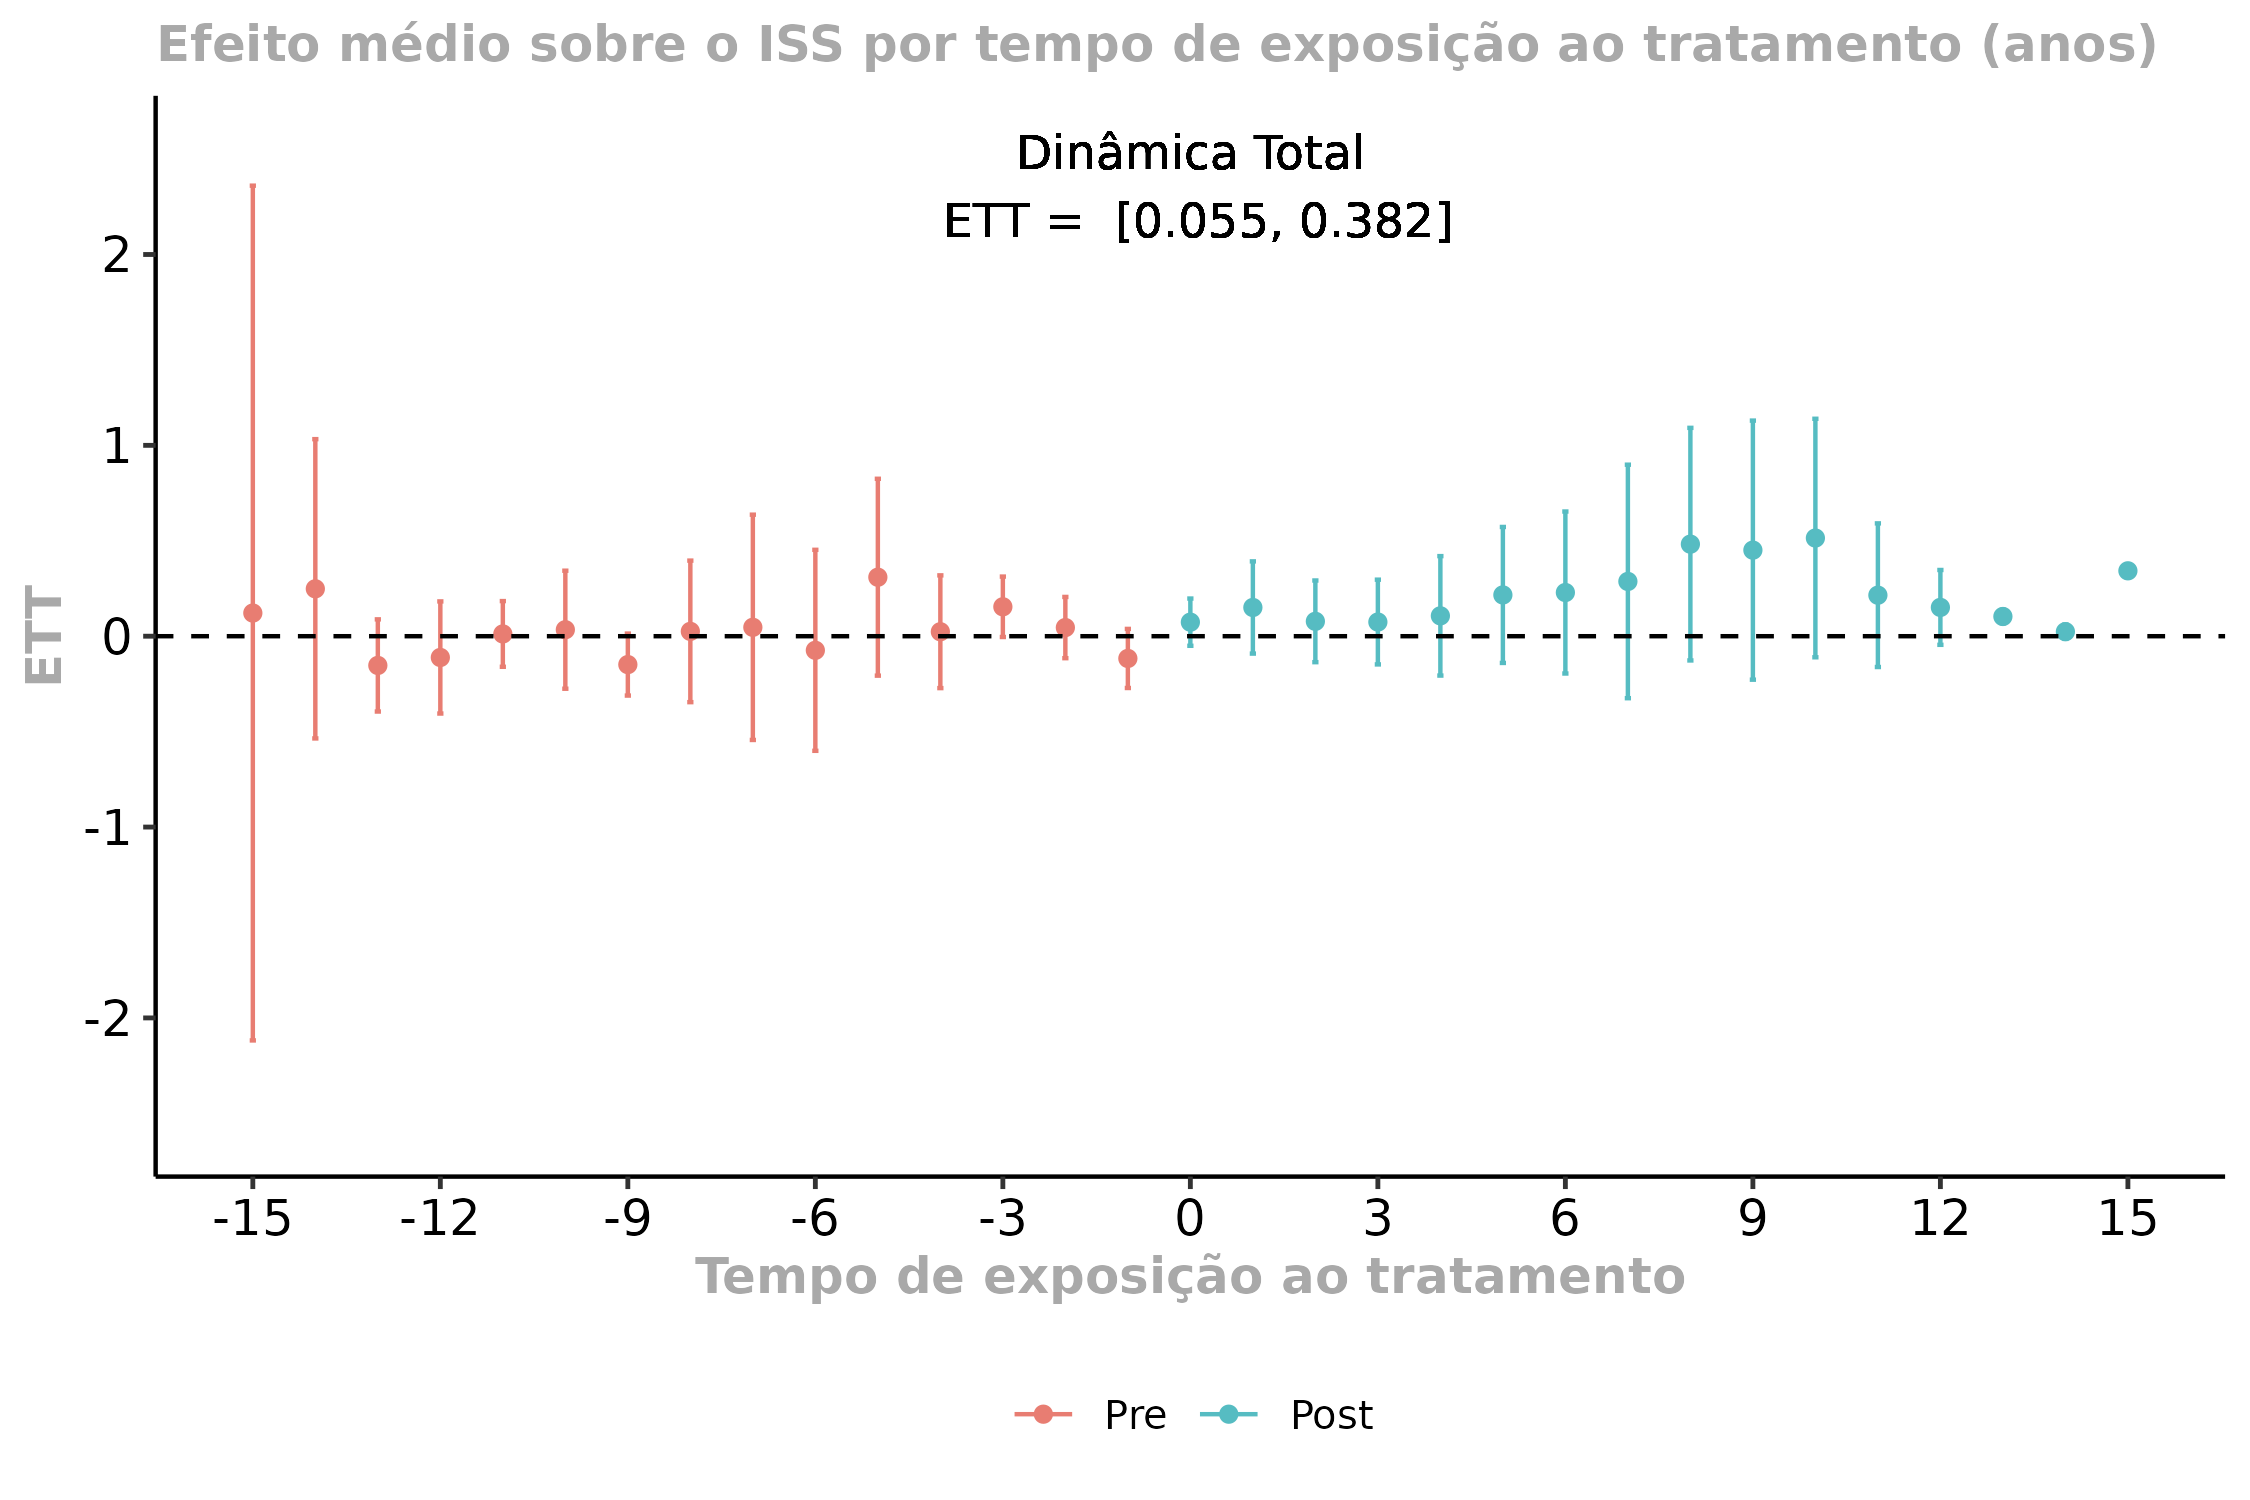 Efeito médio sobre o ISS por tempo de exposição ao tratamento (anos)
Dinâmica Total
ETT =  [0.055, 0.382]
2
1
0
-1
-2
ETT
-15 -12 -9 -6 -3 0 3 6 9 12 15
Tempo de exposição ao tratamento
Pre Post